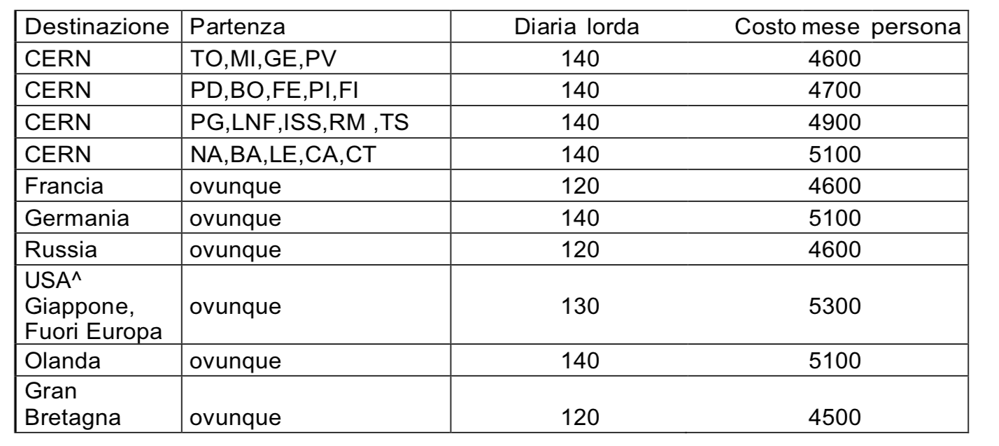 Destinazione Partenza Diaria lorda Costo mese persona
CERN TO,MI,GE,PV 140 4600
CERN PD,BO,FE,PI,FI 140 4700
CERN PG,LNF,ISS,RM ,TS 140 4900
CERN NA,BA,LE,CA,CT 140 5100
Francia ovunque 120 4600
Germania ovunque 140 5100
Russia ovunque 120 4600
USA^
Giappone, ovunque 130 5300
Fuori Europa
Olanda ovunque 140 5100
Gran
Bretagna ovunque 120 4500